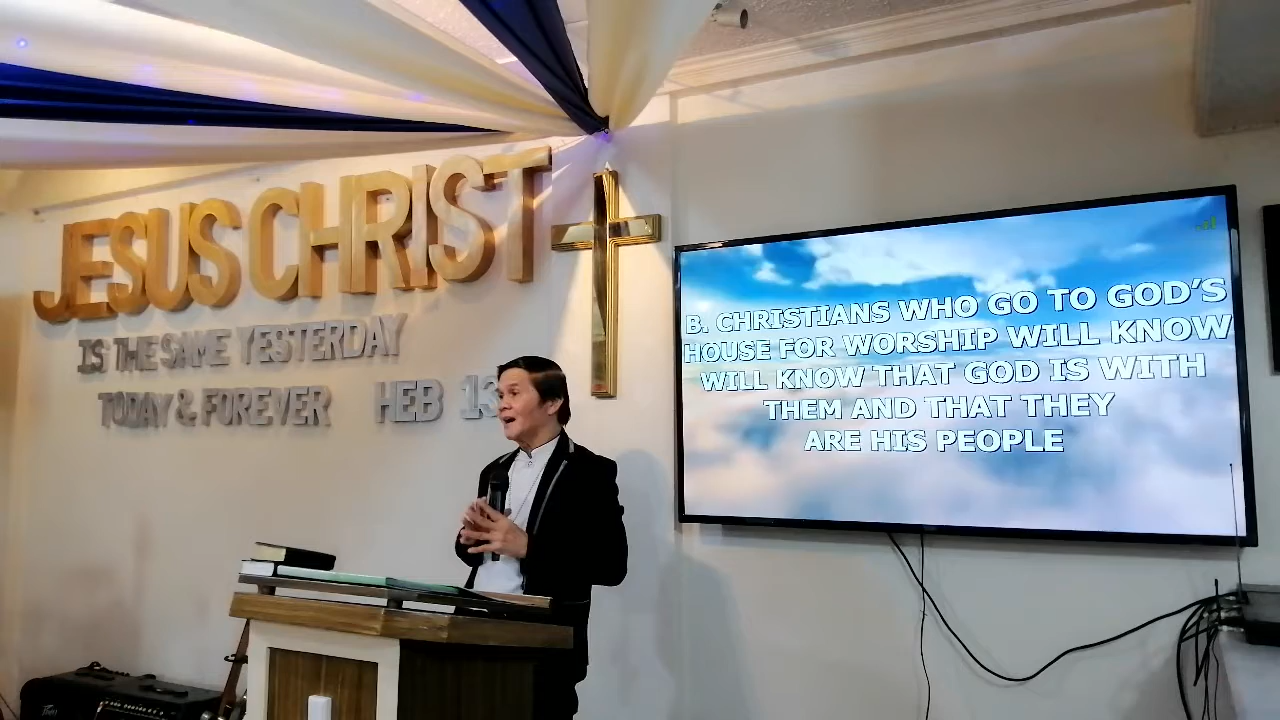 JESUS CHRIST
IS THE SAME YESTERDAY
TODAY & FOREVER HEB 13
B. CHRISTIANS WHO GO TO GOD'S
HOUSE FOR WORSHIP WILL KNOW
WILL KNOW THAT GOD IS WITH
THEM AND THAT THEY
ARE HIS PEOPLE